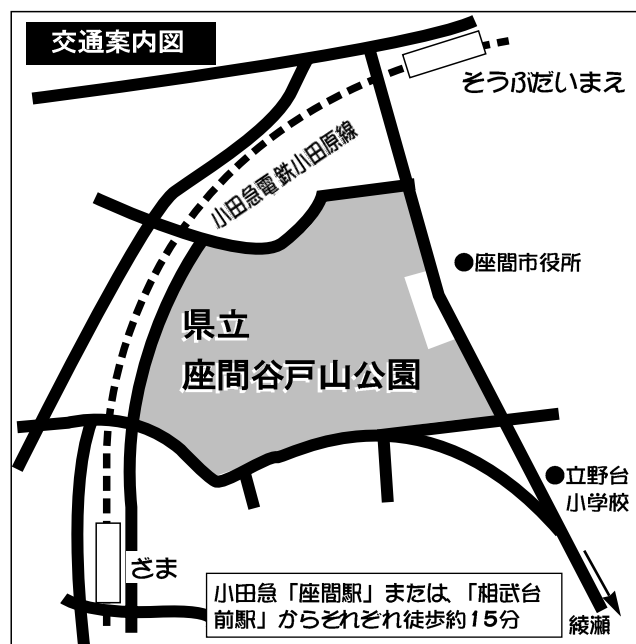 交通案内図
そうぶだいまえ
小田急電鉄小田原線
●座間市役所
県立
座間谷戸山公園
●立野台
小学校
ざま
小田急「座間駅」または、「相武台
前駅」からそれぞれ徒歩約15分
綾瀬